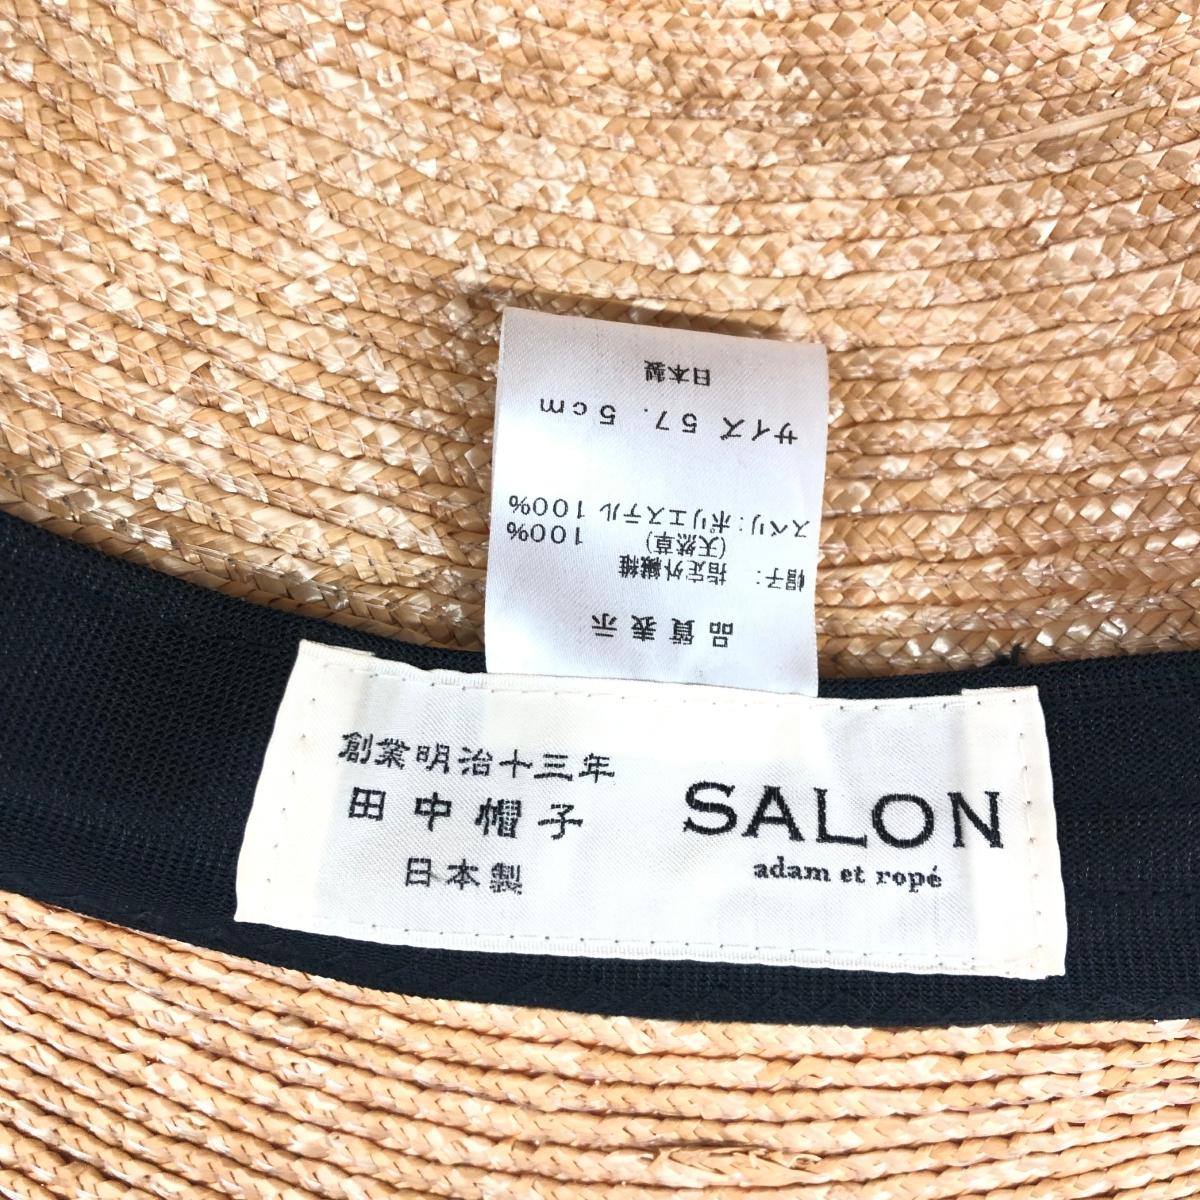 品質表示
帽子： 指定外繊維
（天然草） 100%
スベリ：ポリエステル 100%
サイズ 57．5cm
日本製
創業明治十三年
田中帽子
日本製
SALON
adam et ropé